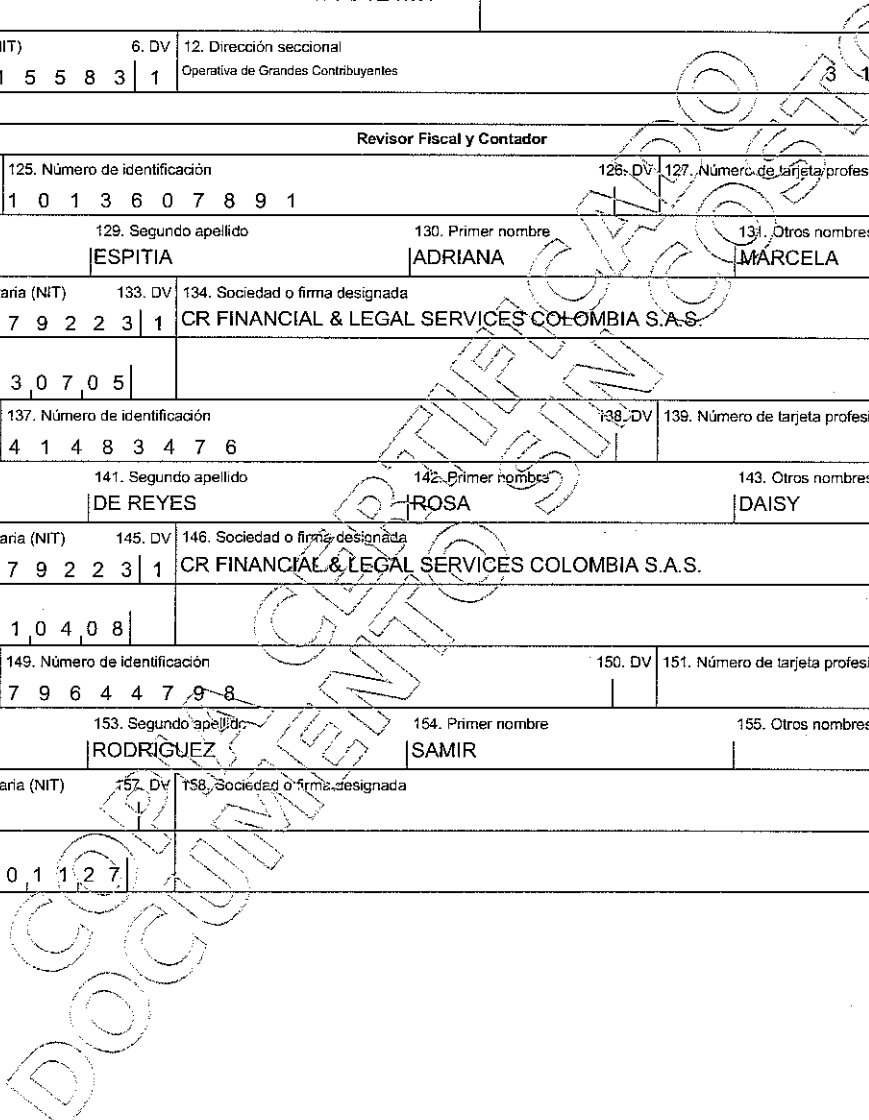 6. DV 12. Dirección seccional
5 5 8 3 1 Operativa de Grandes Contribuyentes 3 1
Revisor Fiscal y Contador
125. Número de identificación 126. DV 127. Número de tarjeta
1 0 1 3 6 0 7 8 9 1
129. Segundo apellido 130. Primer nombre 131. Otros nombres
ESPITIA ADRIANA MARCELA
(NIT) 133. DV 134. Sociedad o firma designada
7 9 2 2 3 1 CR FINANCIAL & LEGAL SERVICES COLOMBIA S.A.S.
3 0 7 0 5
137. Número de identificación 138. DV 139. Número de tarjeta
4 1 4 8 3 4 7 6
141. Segundo apellido 142. Primer nombre 143. Otros nombres
DE REYES ROSA DAISY
(NIT) 145. DV 146. Sociedad o firma designada
7 9 2 2 3 1 CR FINANCIAL & LEGAL SERVICES COLOMBIA S.A.S.
1 0 4 0 8
149. Número de identificación 150. DV 151. Número de tarjeta
7 9 6 4 4 7 9 8
153. Segundo apellido 154. Primer nombre 155. Otros nombres
RODRIGUEZ SAMIR
(NIT) 157. DV 158. Sociedad o firma designada
0 1 1 2 7
COPIA CERTIFICADO
DOCUMENTO SIN COSTO